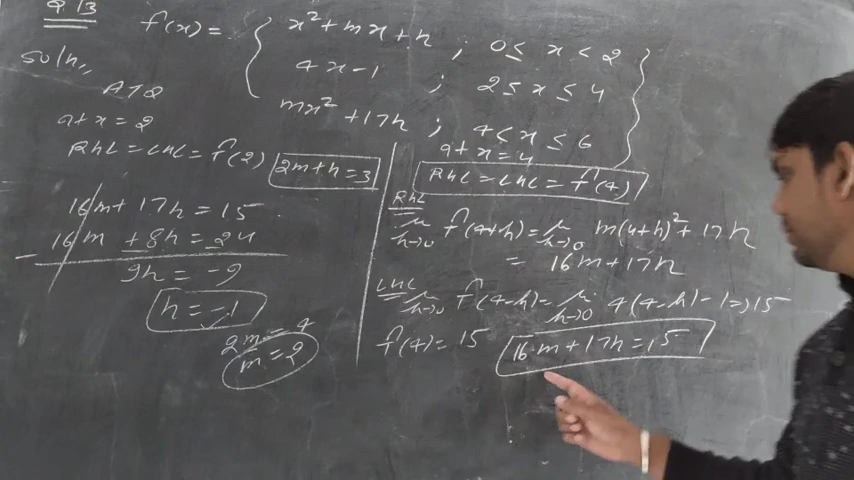 Q 13
f(x) = { x² + mx + n ; 0 ≤ x < 2
4x - 1 ; 2 ≤ x ≤ 4
mx² + 17n ; 4 < x ≤ 6 }
Soln,
ATQ
at x = 2
RhL = LhL = f(2)
2m + n = 3
16m + 17n = 15
- 16m + 8n = 24
9n = -9
n = -1
2m = 4
m = 2
at x = 4
RhL = LhL = f(4)
RhL
lim h→0 f(4+h) = lim h→0 m(4+h)² + 17n
= 16m + 17n
LhL
lim h→0 f(4-h) = lim h→0 4(4-h) - 1 => 15
f(4) = 15
16m + 17n = 15